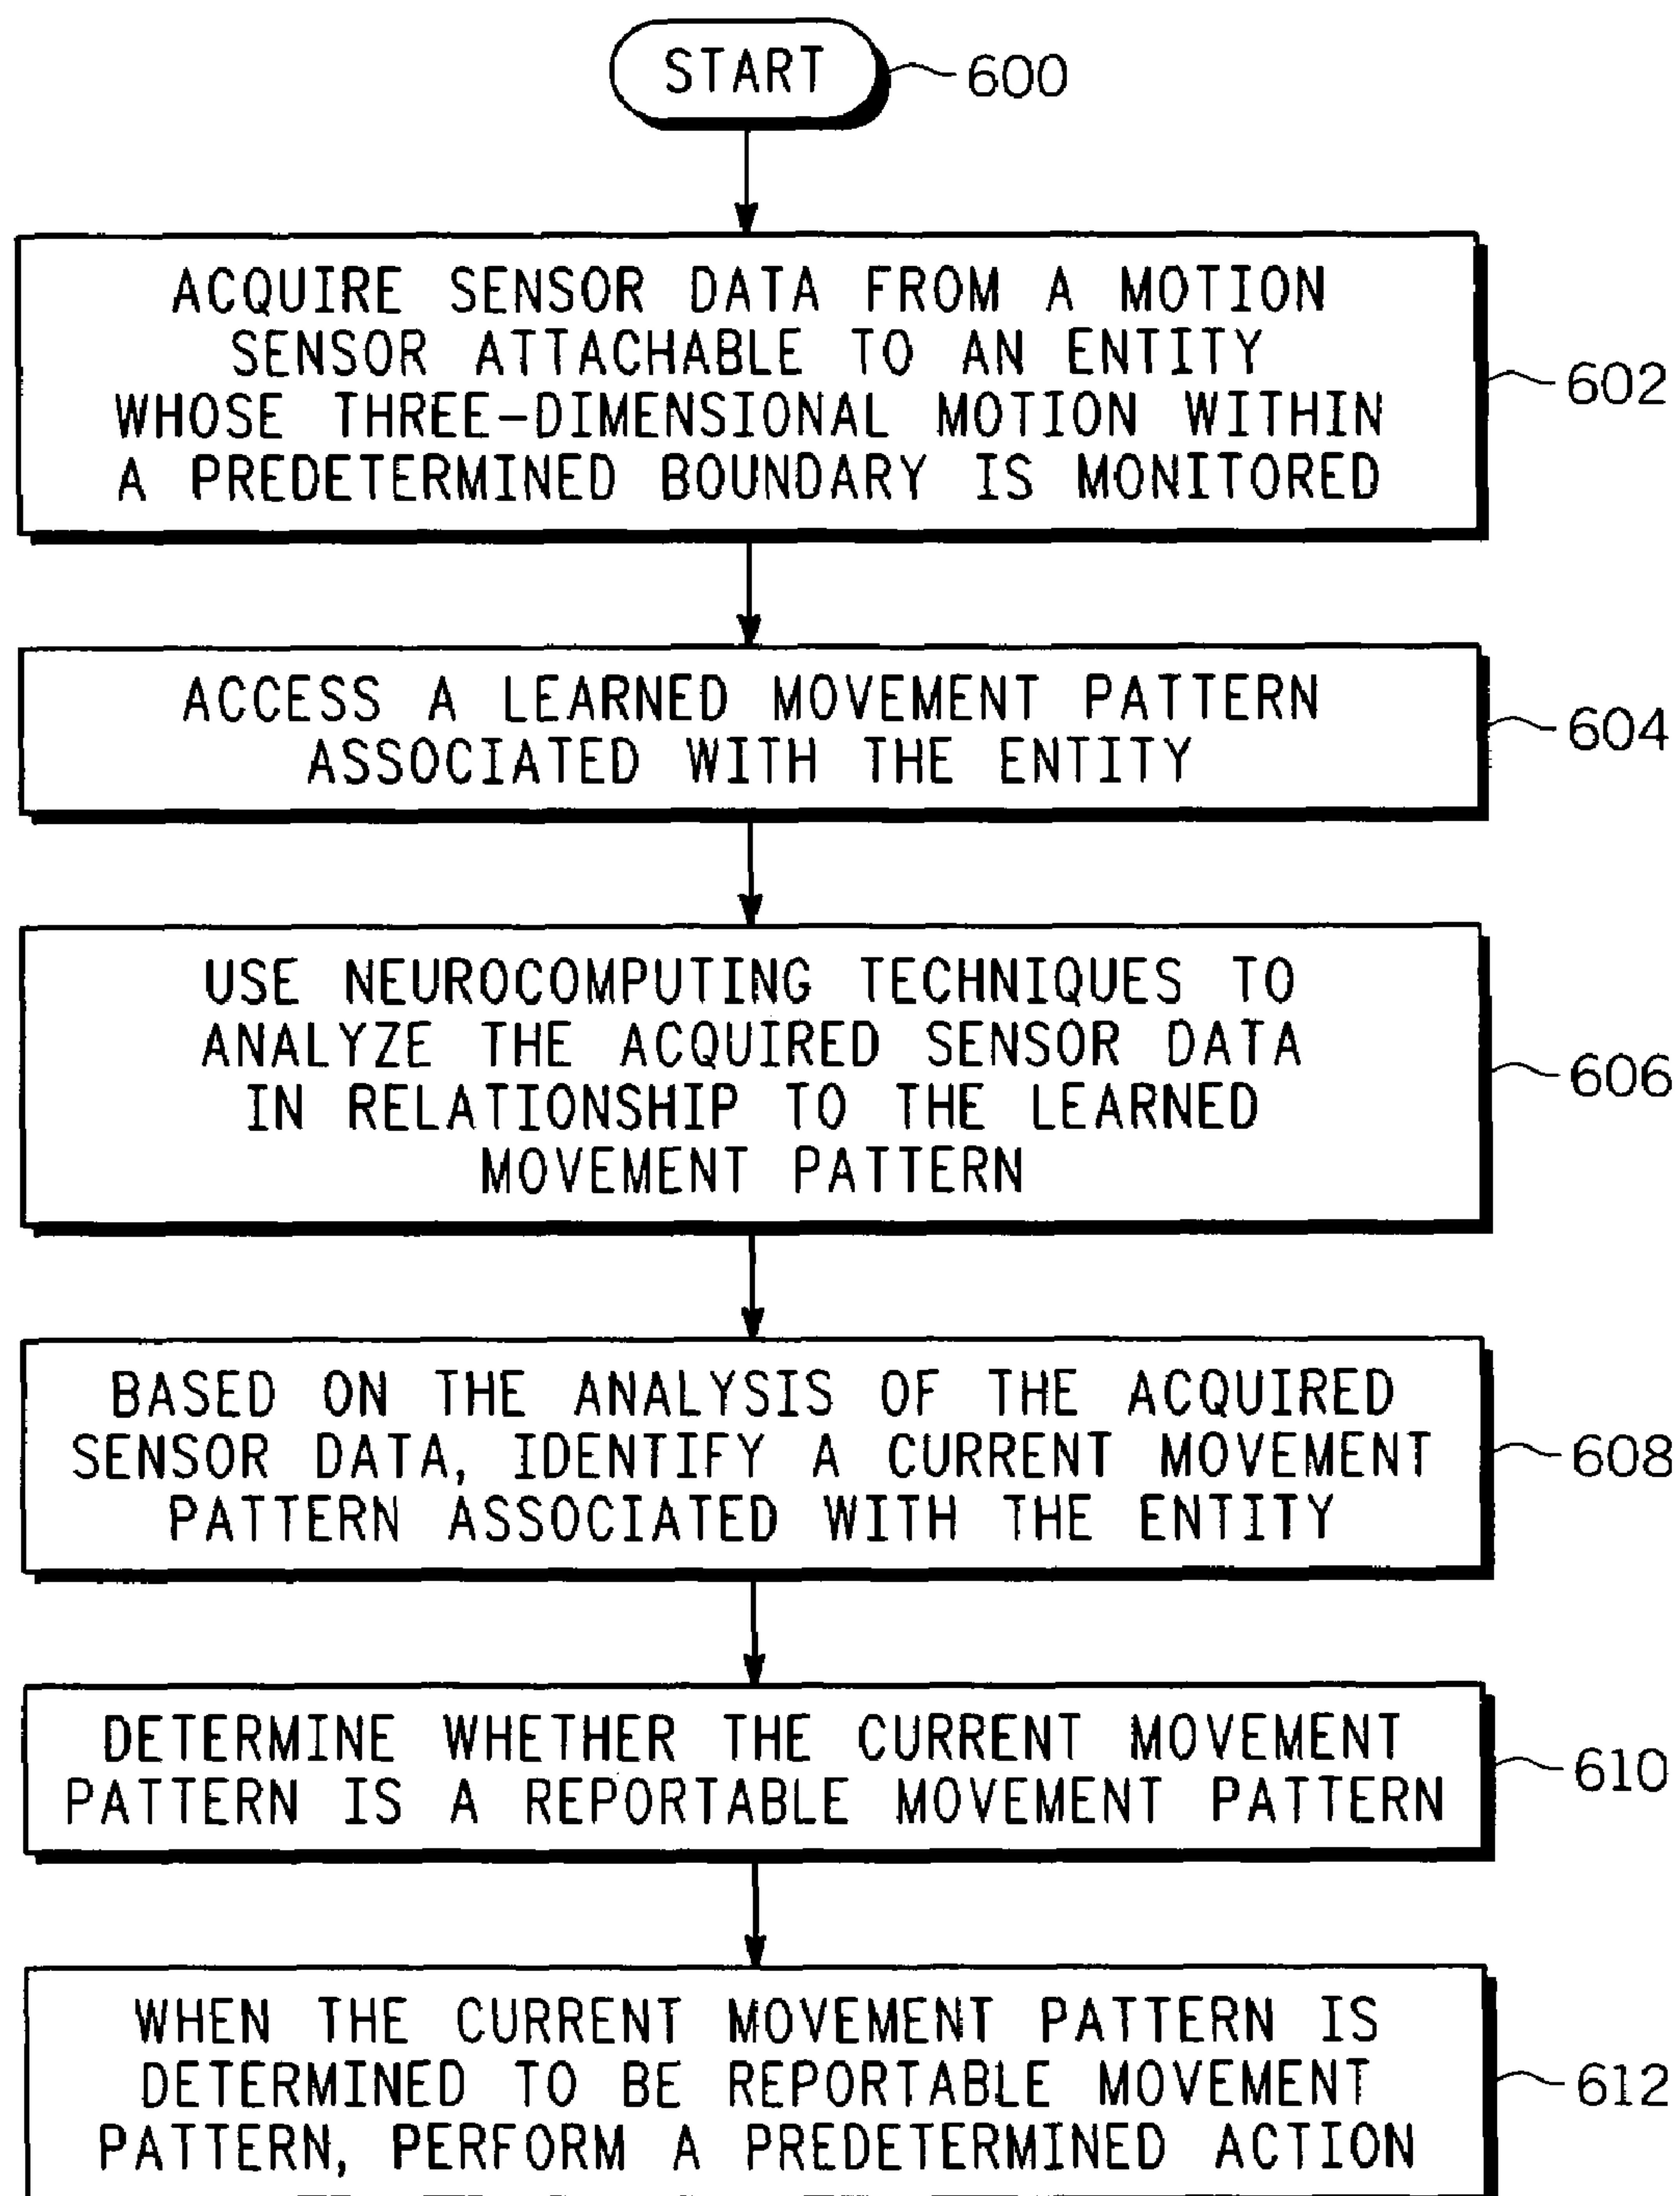 START
600
ACQUIRE SENSOR DATA FROM A MOTION
SENSOR ATTACHABLE TO AN ENTITY
WHOSE THREE-DIMENSIONAL MOTION WITHIN
A PREDETERMINED BOUNDARY IS MONITORED
602
ACCESS A LEARNED MOVEMENT PATTERN
ASSOCIATED WITH THE ENTITY
604
USE NEUROCOMPUTING TECHNIQUES TO
ANALYZE THE ACQUIRED SENSOR DATA
IN RELATIONSHIP TO THE LEARNED
MOVEMENT PATTERN
606
BASED ON THE ANALYSIS OF THE ACQUIRED
SENSOR DATA, IDENTIFY A CURRENT MOVEMENT
PATTERN ASSOCIATED WITH THE ENTITY
608
DETERMINE WHETHER THE CURRENT MOVEMENT
PATTERN IS A REPORTABLE MOVEMENT PATTERN
610
WHEN THE CURRENT MOVEMENT PATTERN IS
DETERMINED TO BE REPORTABLE MOVEMENT
PATTERN, PERFORM A PREDETERMINED ACTION
612